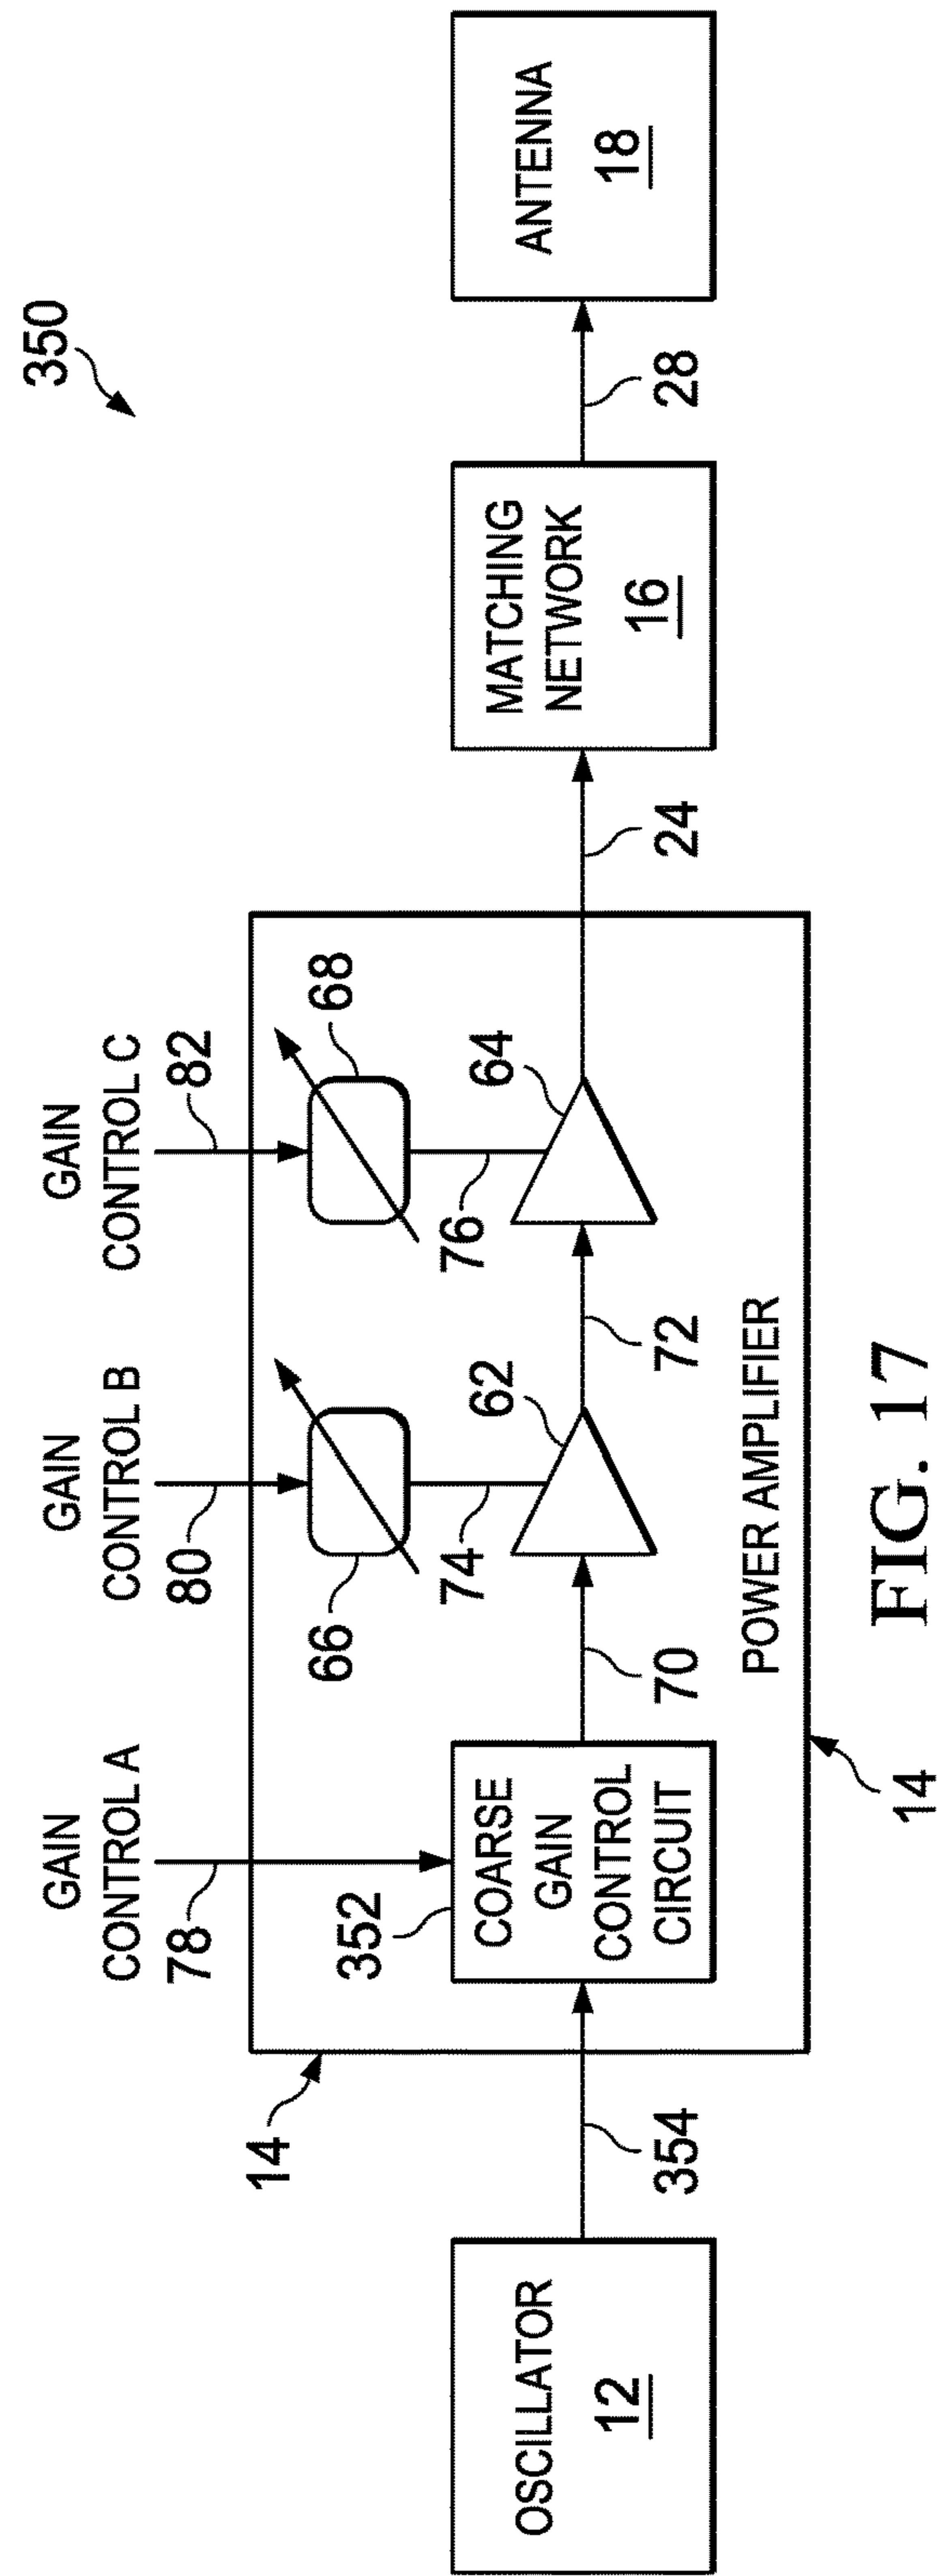 350
GAIN
CONTROL A
78
GAIN
CONTROL B
80
GAIN
CONTROL C
82
14
352
66
68
74
76
62
64
OSCILLATOR
12
354
COARSE
GAIN
CONTROL
CIRCUIT
70
72
24
MATCHING
NETWORK
16
28
ANTENNA
18
POWER AMPLIFIER
14
FIG. 17